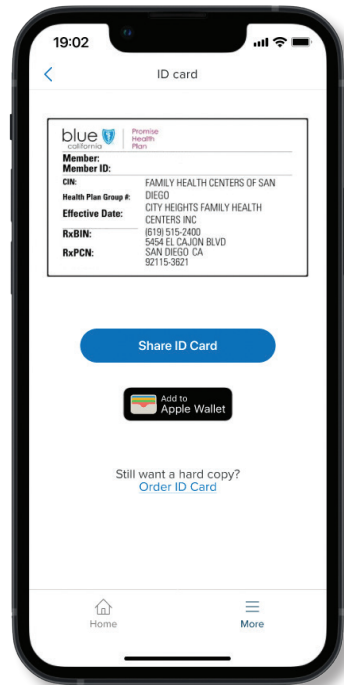 19:02
ID card
blue
california
Promise
Health
Plan
Member:
Member ID:
CIN:
Health Plan Group #:
Effective Date:
RxBIN:
RxPCN:
FAMILY HEALTH CENTERS OF SAN
DIEGO
CITY HEIGHTS FAMILY HEALTH
CENTERS INC
(619) 515-2400
5454 EL CAJON BLVD
SAN DIEGO CA
92115-3621
Share ID Card
Add to
Apple Wallet
Still want a hard copy?
Order ID Card
Home
More